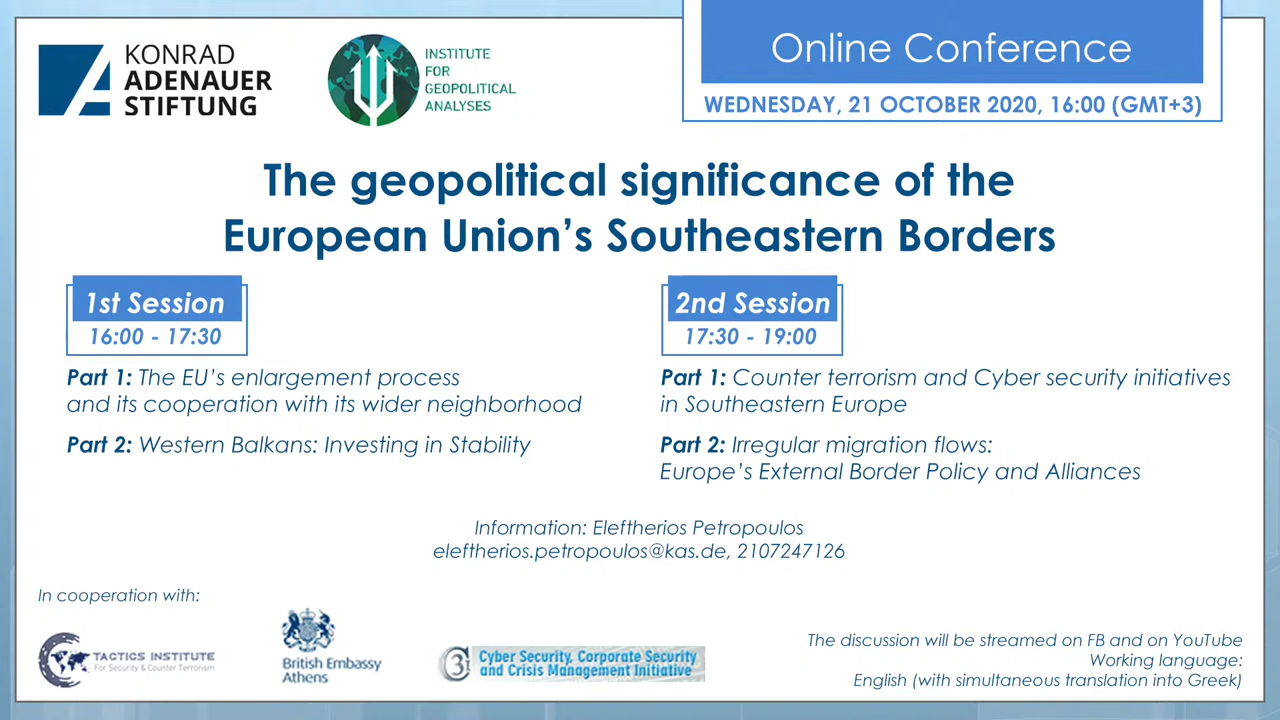 KONRAD
ADENAUER
STIFTUNG
INSTITUTE
FOR
GEOPOLITICAL
ANALYSES
Online Conference
WEDNESDAY, 21 OCTOBER 2020, 16:00 (GMT+3)
The geopolitical significance of the
European Union's Southeastern Borders
1st Session
16:00 - 17:30
Part 1: The EU's enlargement process
and its cooperation with its wider neighborhood
Part 2: Western Balkans: Investing in Stability
2nd Session
17:30 - 19:00
Part 1: Counter terrorism and Cyber security initiatives
in Southeastern Europe
Part 2: Irregular migration flows:
Europe's External Border Policy and Alliances
Information: Eleftherios Petropoulos
eleftherios.petropoulos@kas.de, 2107247126
In cooperation with:
TACTICS INSTITUTE
For Security & Counter Terrorism
British Embassy
Athens
3
Cyber Security, Corporate Security
and Crisis Management Initiative
The discussion will be streamed on FB and on YouTube
Working language:
English (with simultaneous translation into Greek)